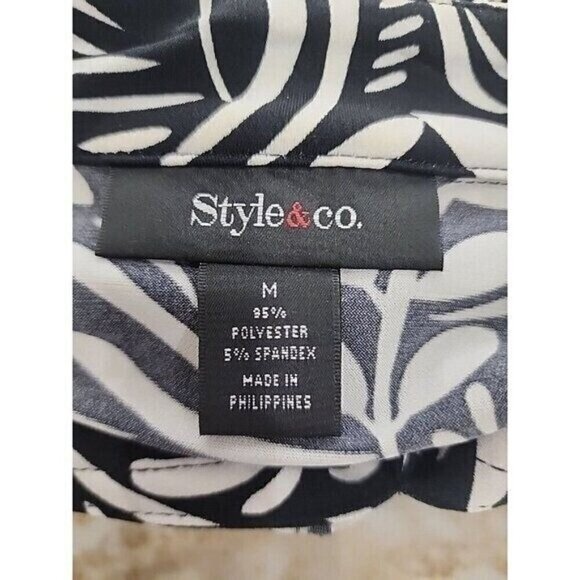 Style&co.
M
95%
POLYESTER
5% SPANDEX
MADE IN
PHILIPPINES